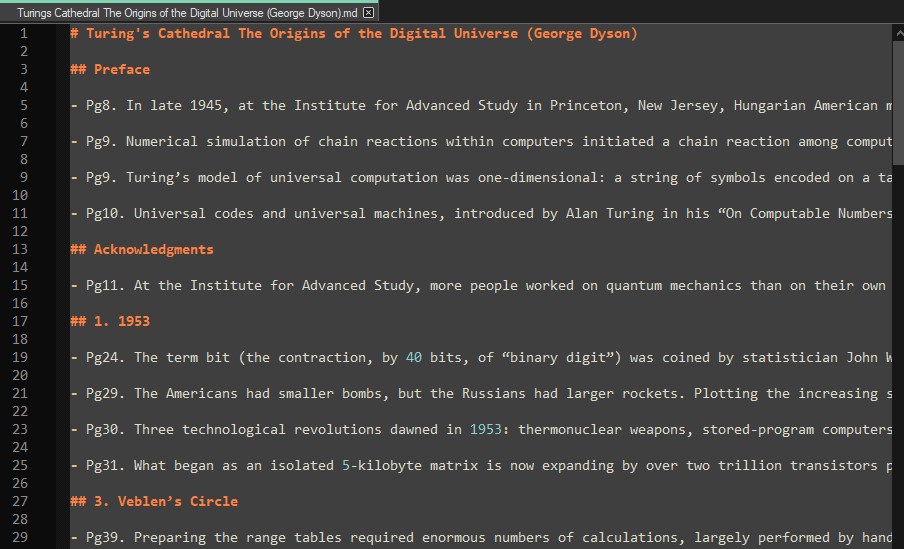 Turings Cathedral The Origins of the Digital Universe (George Dyson).md
1 # Turing's Cathedral The Origins of the Digital Universe (George Dyson)
2
3 ## Preface
4
5 - Pg8. In late 1945, at the Institute for Advanced Study in Princeton, New Jersey, Hungarian American
6
7 - Pg9. Numerical simulation of chain reactions within computers initiated a chain reaction among comput
8
9 - Pg9. Turing’s model of universal computation was one-dimensional: a string of symbols encoded on a ta
10
11 - Pg10. Universal codes and universal machines, introduced by Alan Turing in his “On Computable Numbers
12
13 ## Acknowledgments
14
15 - Pg11. At the Institute for Advanced Study, more people worked on quantum mechanics than on their own
16
17 ## 1. 1953
18
19 - Pg24. The term bit (the contraction, by 40 bits, of “binary digit”) was coined by statistician John W
20
21 - Pg29. The Americans had smaller bombs, but the Russians had larger rockets. Plotting the increasing s
22
23 - Pg30. Three technological revolutions dawned in 1953: thermonuclear weapons, stored-program computers
24
25 - Pg31. What began as an isolated 5-kilobyte matrix is now expanding by over two trillion transistors p
26
27 ## 3. Veblen’s Circle
28
29 - Pg39. Preparing the range tables required enormous numbers of calculations, largely performed by hand